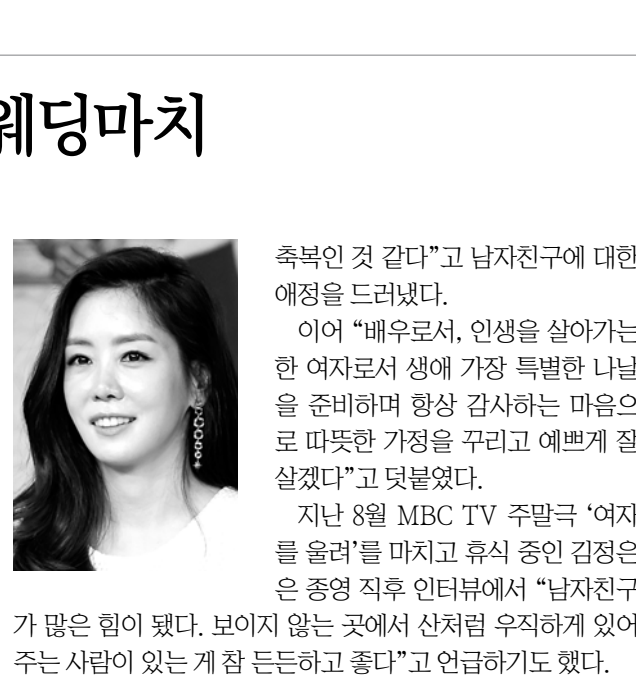 웨딩마치
축복인 것 같다”고 남자친구에 대한
애정을 드러냈다.
이어 “배우로서, 인생을 살아가는
한 여자로서 생애 가장 특별한 나날
을 준비하며 항상 감사하는 마음으
로 따뜻한 가정을 꾸리고 예쁘게 잘
살겠다”고 덧붙였다.
지난 8월 MBC TV 주말극 ‘여자
를 울려’를 마치고 휴식 중인 김정은
은 종영 직후 인터뷰에서 “남자친구
가 많은 힘이 됐다. 보이지 않는 곳에서 산처럼 우직하게 있어
주는 사람이 있는 게 참 든든하고 좋다”고 언급하기도 했다.